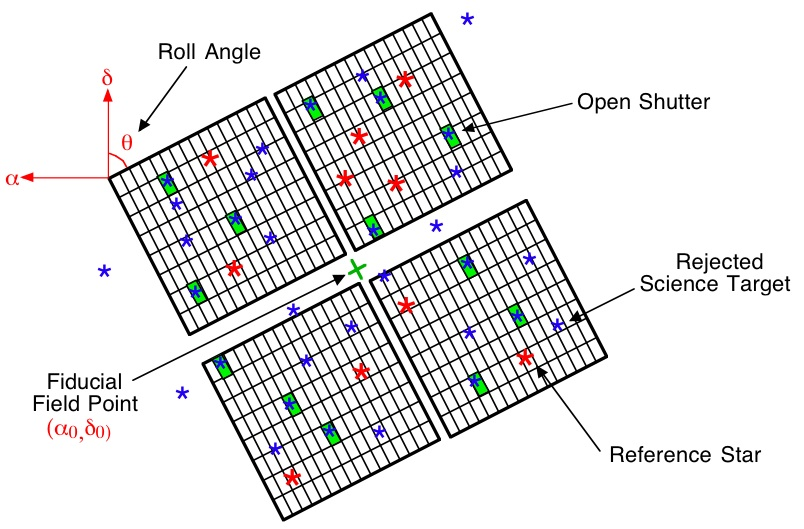 Roll Angle
δ
θ
α
Open Shutter
Rejected
Science Target
Fiducial
Field Point
(α0,δ0)
Reference Star